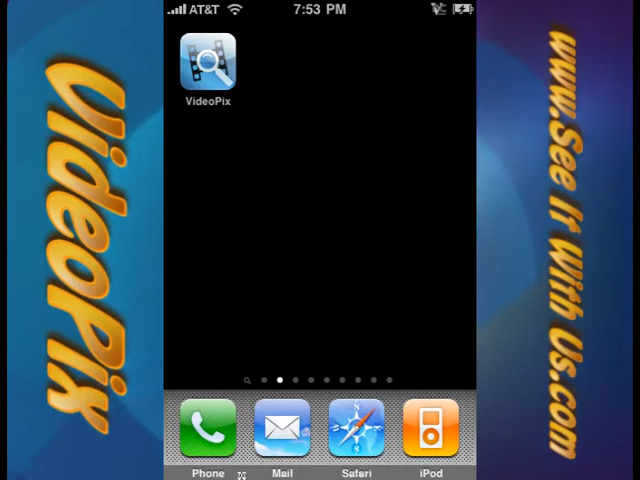 AT&T
7:53 PM
VideoPix
VideoPix
www.See It With Us.com
Phone
Mail
Safari
iPod